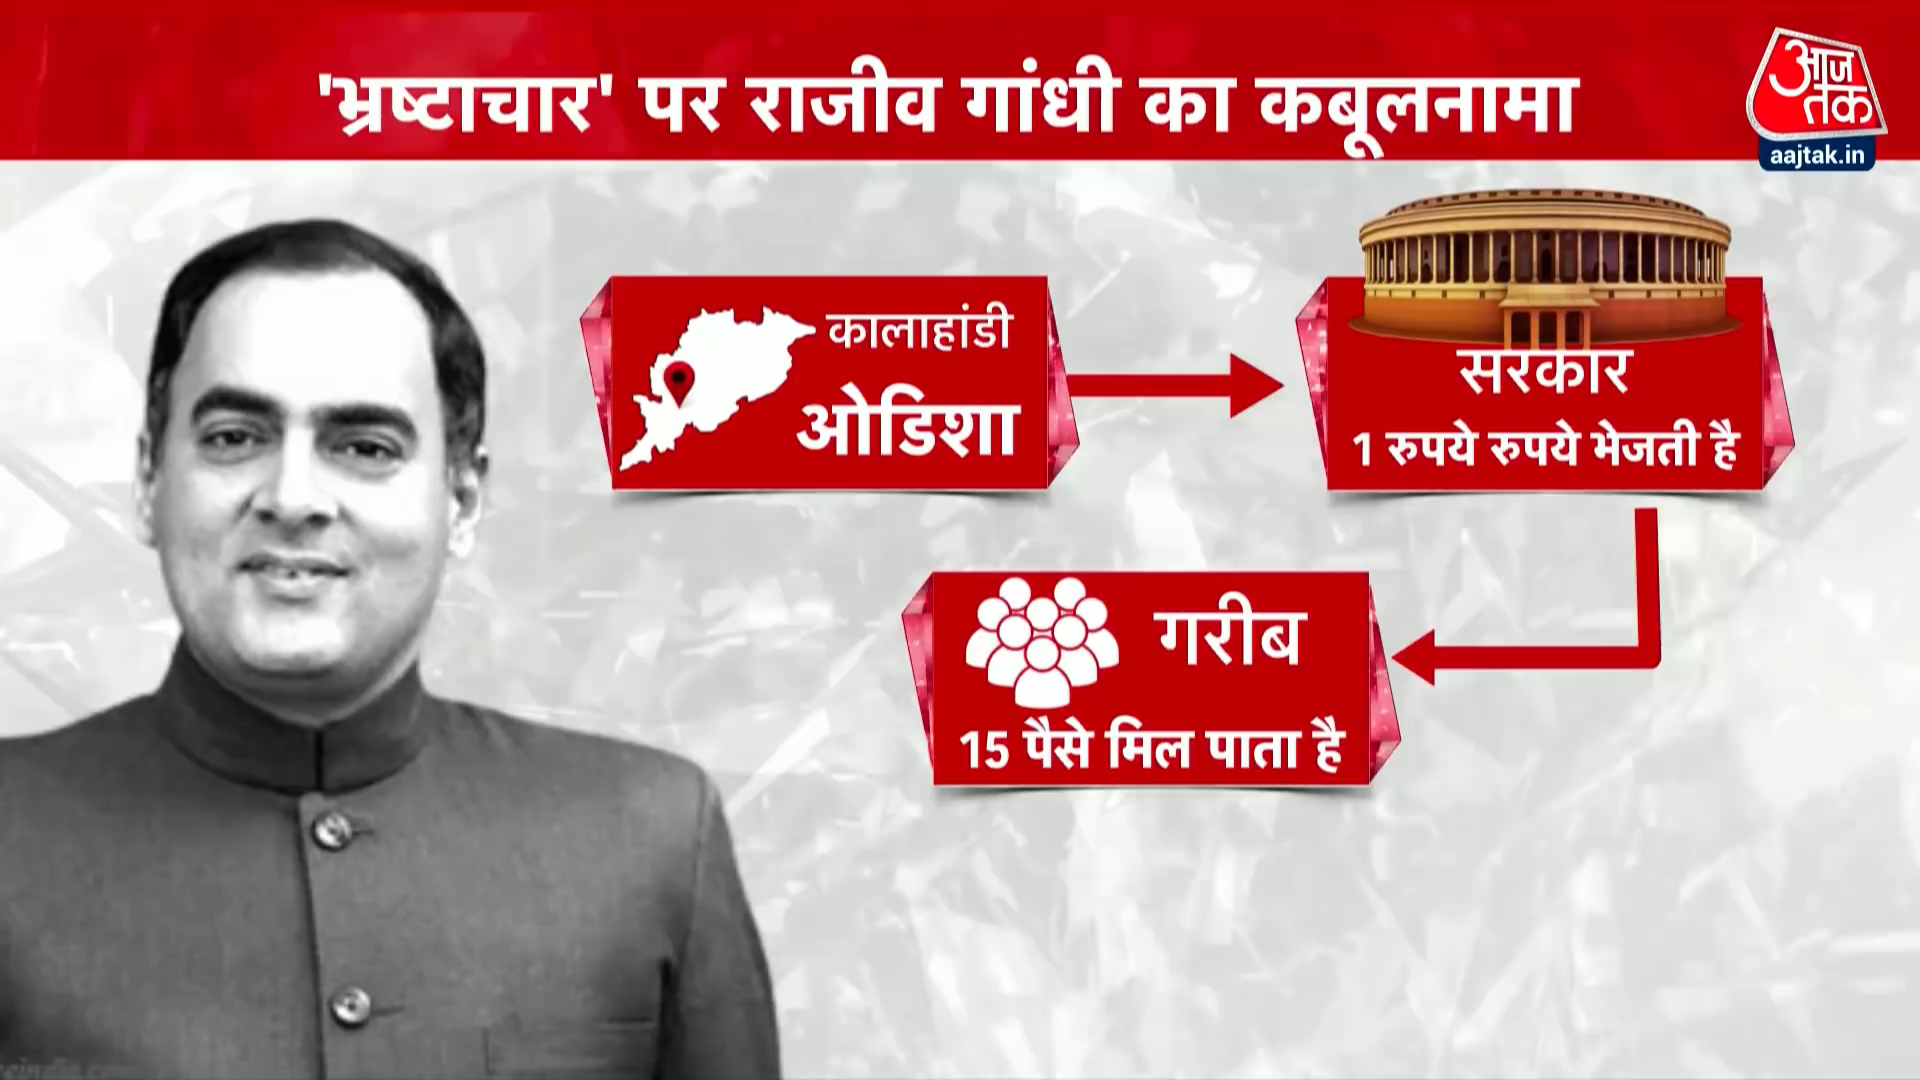 'भ्रष्टाचार' पर राजीव गांधी का कबूलनामा
आज
तक
aajtak.in
कालाहांडी
ओडिशा
सरकार
1 रुपये रुपये भेजती है
गरीब
15 पैसे मिल पाता है